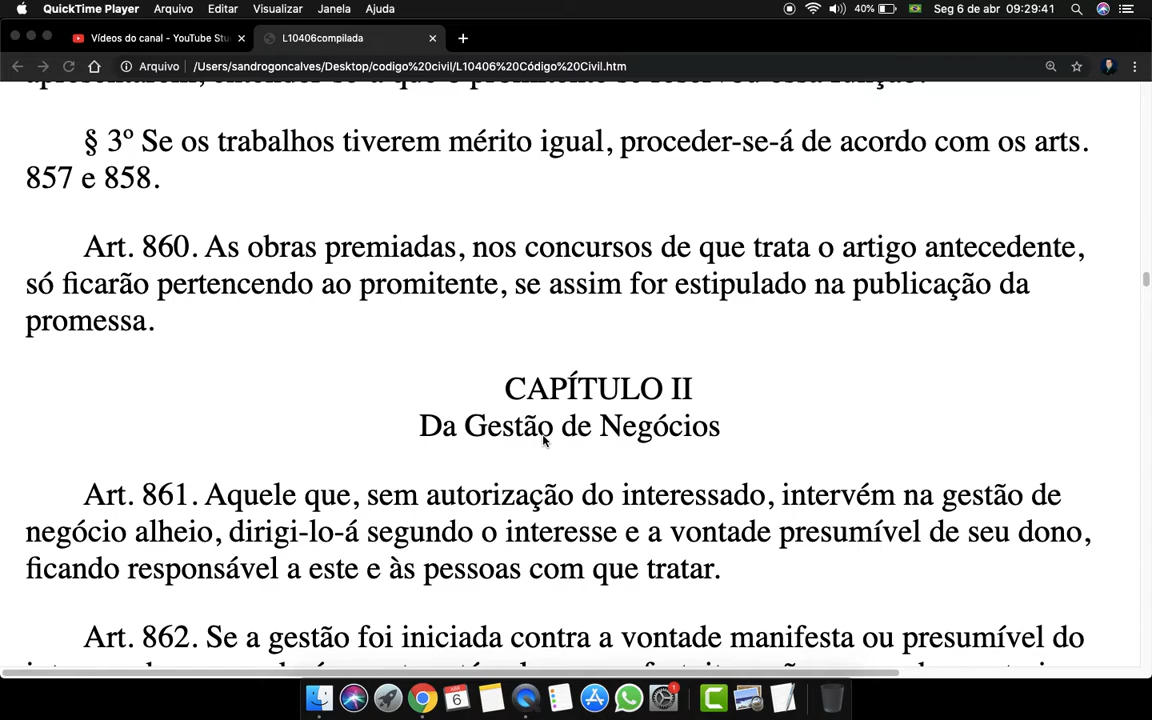 QuickTime Player Arquivo Editar Visualizar Janela Ajuda 40% Seg 6 de abr 09:29:41
Vídeos do canal - YouTube Stu × L10406compilada × +
Arquivo /Users/sandrogoncalves/Desktop/codigo%20civil/L10406%20Código%20Civil.htm
§ 3º Se os trabalhos tiverem mérito igual, proceder-se-á de acordo com os arts.
857 e 858.
Art. 860. As obras premiadas, nos concursos de que trata o artigo antecedente,
só ficarão pertencendo ao promitente, se assim for estipulado na publicação da
promessa.
CAPÍTULO II
Da Gestão de Negócios
Art. 861. Aquele que, sem autorização do interessado, intervém na gestão de
negócio alheio, dirigi-lo-á segundo o interesse e a vontade presumível de seu dono,
ficando responsável a este e às pessoas com que tratar.
Art. 862. Se a gestão foi iniciada contra a vontade manifesta ou presumível do
ABR
6
1